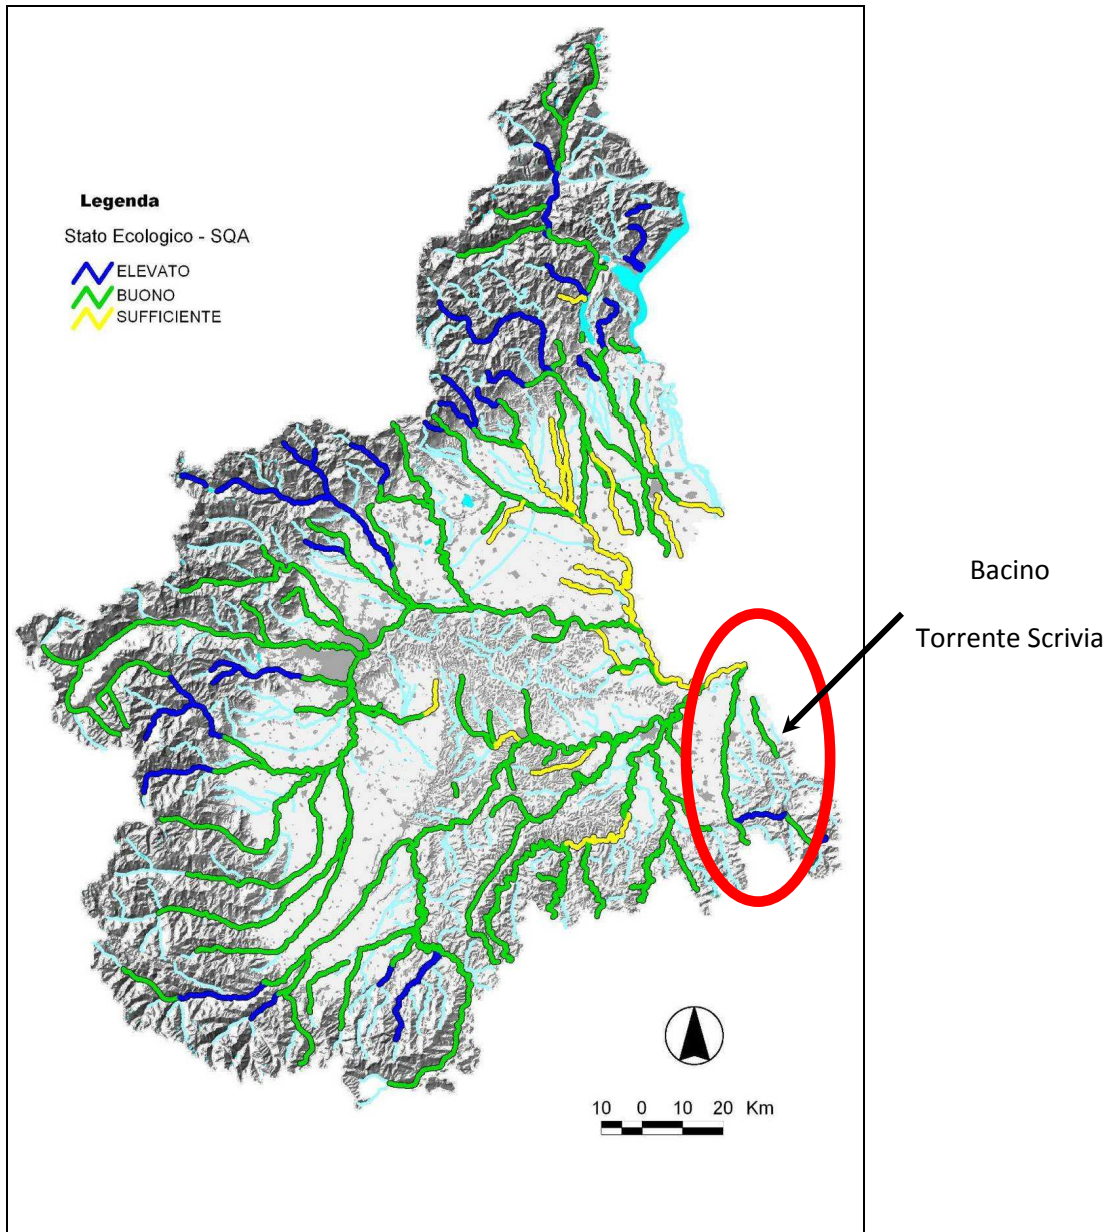 Legenda
Stato Ecologico - SQA
ELEVATO
BUONO
SUFFICIENTE
Bacino
Torrente Scrivia
10 0 10 20 Km